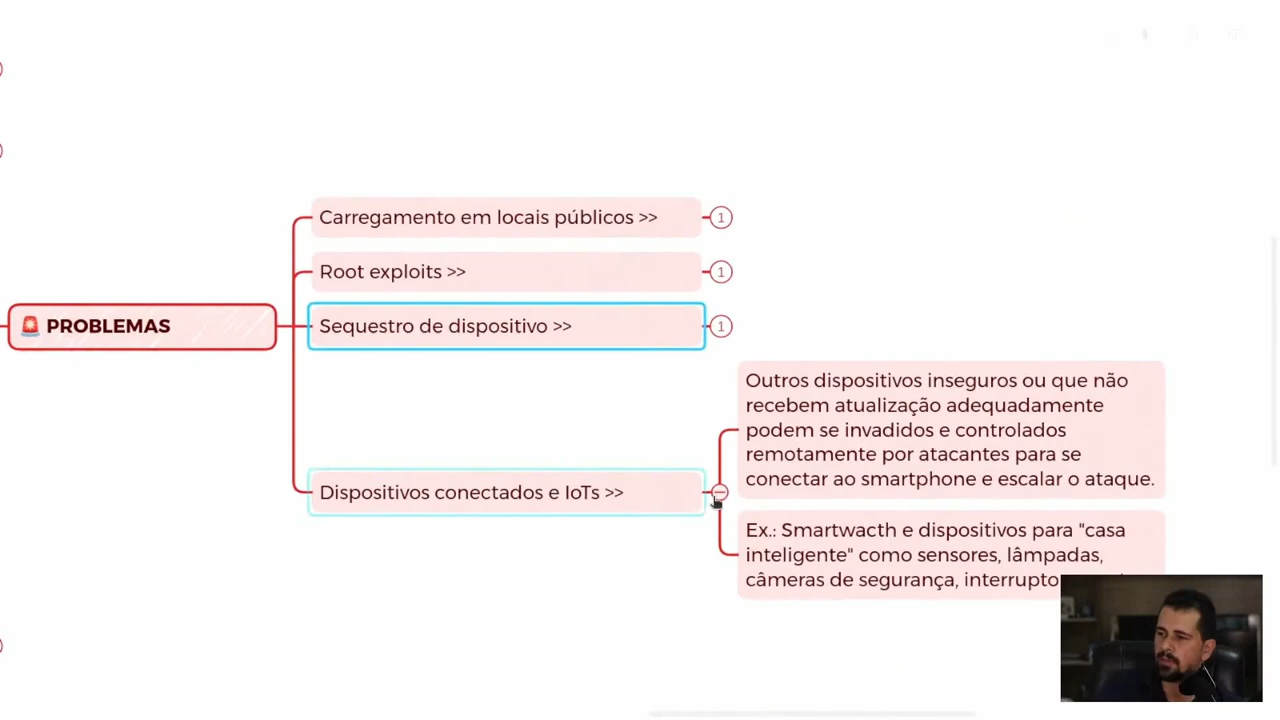 Carregamento em locais públicos >>
1
Root exploits >>
1
🚨 PROBLEMAS
Sequestro de dispositivo >>
1
Dispositivos conectados e IoTs >>
Outros dispositivos inseguros ou que não
recebem atualização adequadamente
podem se invadidos e controlados
remotamente por atacantes para se
conectar ao smartphone e escalar o ataque.
Ex.: Smartwacth e dispositivos para "casa
inteligente" como sensores, lâmpadas,
câmeras de segurança,